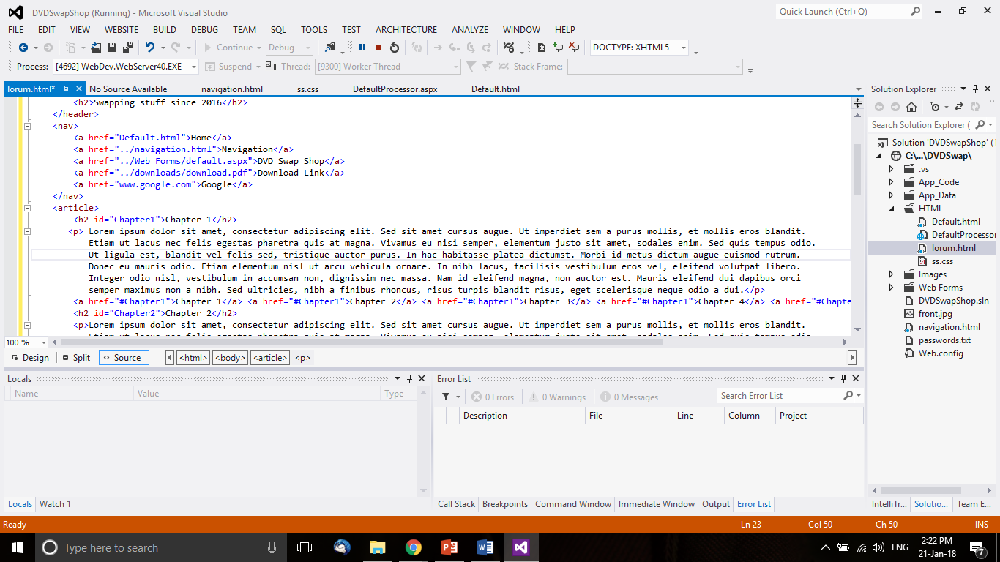 DVDSwapShop (Running) - Microsoft Visual Studio
Quick Launch (Ctrl+Q)
FILE EDIT VIEW WEBSITE BUILD DEBUG TEAM SQL TOOLS TEST ARCHITECTURE ANALYZE WINDOW HELP
Continue Debug DOCTYPE: XHTML5
Process: [4692] WebDev.WebServer40.EXE Suspend Thread: [9300] Worker Thread Stack Frame:
lorum.html* No Source Available navigation.html ss.css DefaultProcessor.aspx Default.html
<h2>Swapping stuff since 2016</h2>
</header>
<nav>
<a href="Default.html">Home</a>
<a href="../navigation.html">Navigation</a>
<a href="../Web Forms/default.aspx">DVD Swap Shop</a>
<a href="../downloads/download.pdf">Download Link</a>
<a href="www.google.com">Google</a>
</nav>
<article>
<h2 id="Chapter1">Chapter 1</h2>
<p> Lorem ipsum dolor sit amet, consectetur adipiscing elit. Sed sit amet cursus augue. Ut imperdiet sem a purus mollis, et mollis eros blandit.
Etiam ut lacus nec felis egestas pharetra quis at magna. Vivamus eu nisi semper, elementum justo sit amet, sodales enim. Sed quis tempus odio.
Ut ligula est, blandit vel felis sed, tristique auctor purus. In hac habitasse platea dictumst. Morbi id metus dictum augue euismod rutrum.
Donec eu mauris odio. Etiam elementum nisl ut arcu vehicula ornare. In nibh lacus, facilisis vestibulum eros vel, eleifend volutpat libero.
Integer odio nisl, vestibulum in accumsan non, dignissim nec massa. Nam id eleifend magna, non auctor est. Mauris eleifend dui dapibus orci
semper maximus non a nibh. Sed ultricies, nibh a finibus rhoncus, risus turpis blandit risus, eget scelerisque neque odio a dui.</p>
<a href="#Chapter1">Chapter 1</a> <a href="#Chapter1">Chapter 2</a> <a href="#Chapter1">Chapter 3</a> <a href="#Chapter1">Chapter 4</a> <a href="#Chapte
<h2 id="Chapter2">Chapter 2</h2>
<p>Lorem ipsum dolor sit amet, consectetur adipiscing elit. Sed sit amet cursus augue. Ut imperdiet sem a purus mollis, et mollis eros blandit.
100 %
Design Split Source <html> <body> <article> <p>
Solution Explorer
Search Solution Explorer (
Solution 'DVDSwapShop' (
C:\...\DVDSwap\
.vs
App_Code
App_Data
HTML
Default.html
DefaultProcessor
lorum.html
ss.css
Images
Web Forms
DVDSwapShop.sln
front.jpg
navigation.html
passwords.txt
Web.config
Locals
Name Value Type
Locals Watch 1
Error List
0 Errors 0 Warnings 0 Messages Search Error List
Description File Line Column Project
Call Stack Breakpoints Command Window Immediate Window Output Error List
IntelliTr... Solutio... Team E...
Ready Ln 23 Col 50 Ch 50 INS
Type here to search
ENG
2:22 PM
21-Jan-18
7